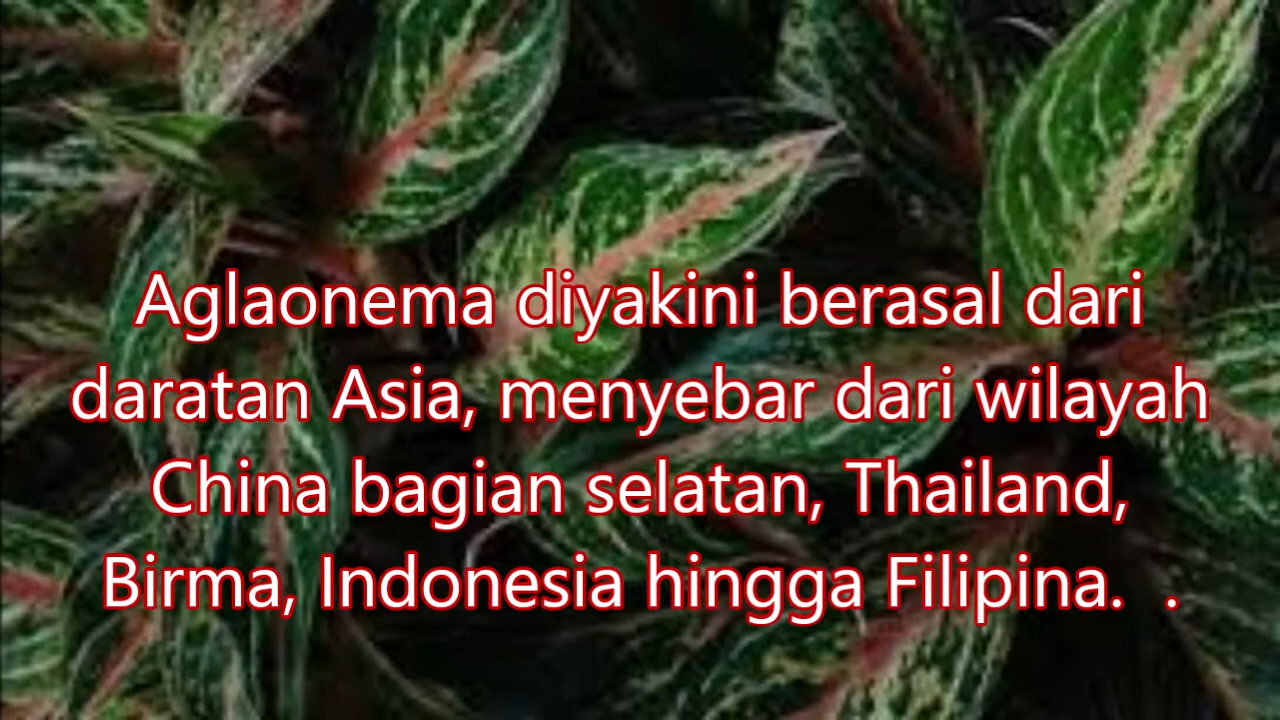 Aglaonema diyakini berasal dari
daratan Asia, menyebar dari wilayah
China bagian selatan, Thailand,
Birma, Indonesia hingga Filipina.  .